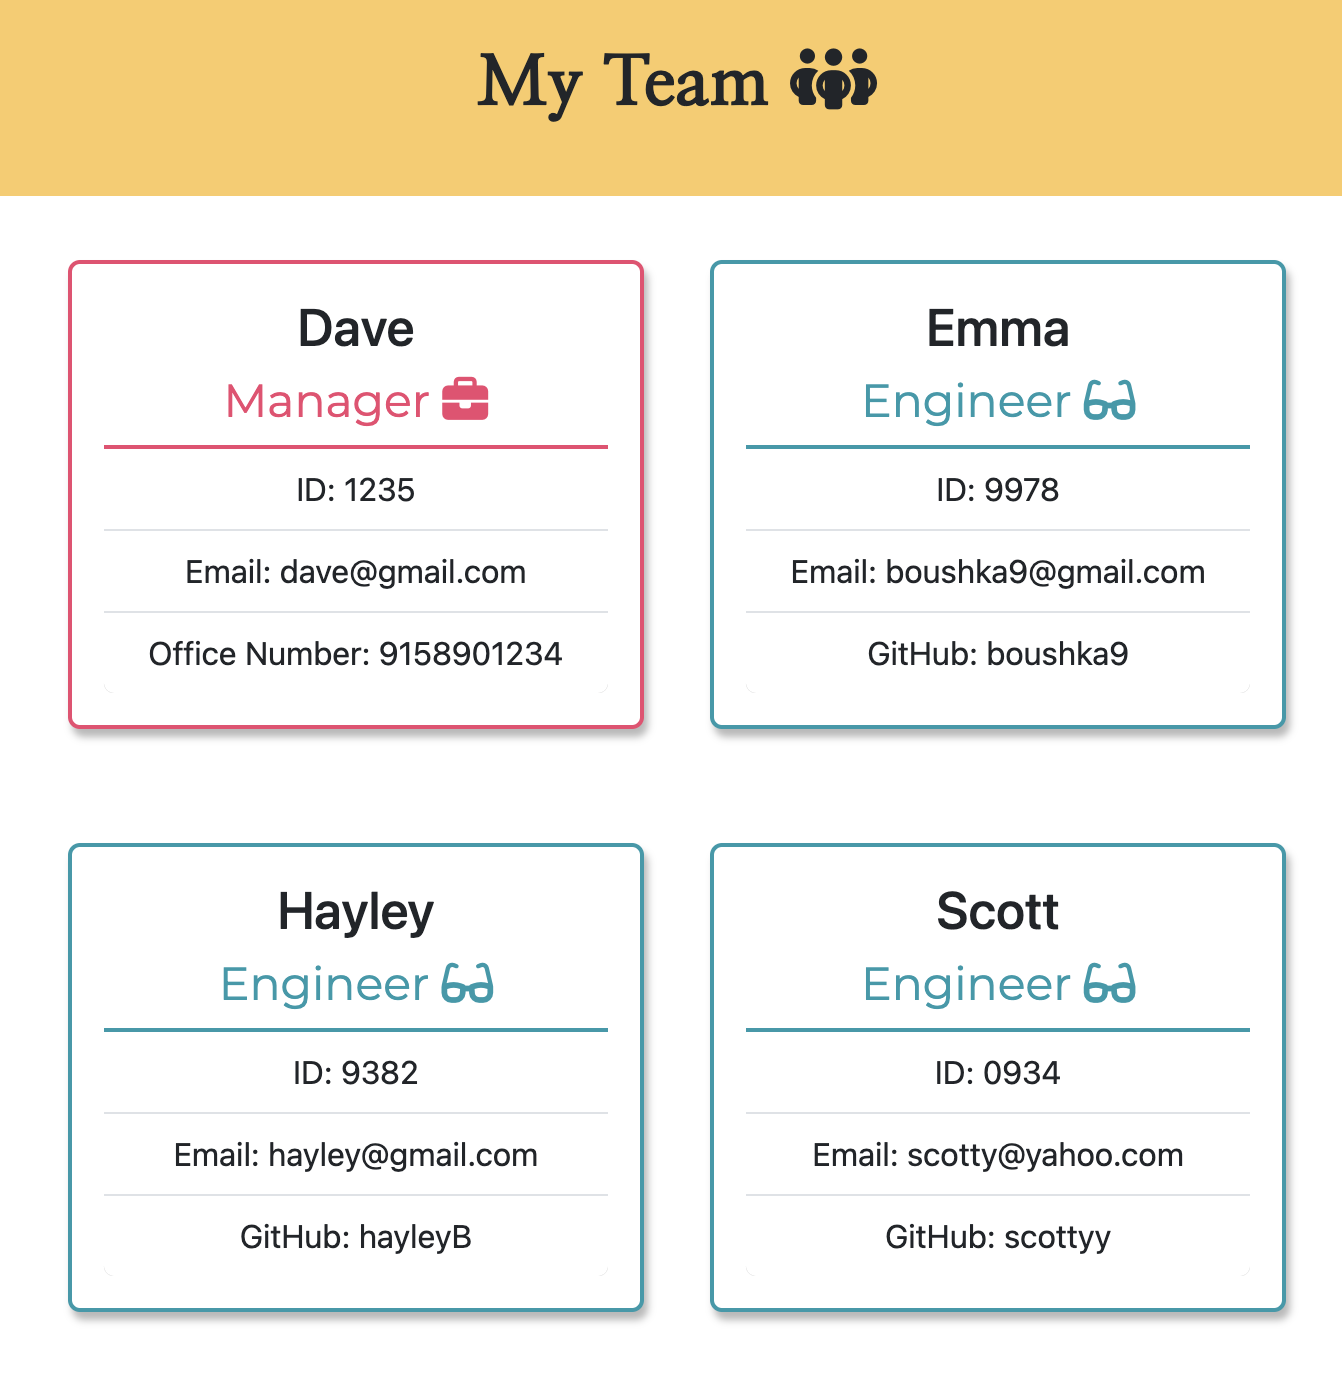 My Team
Dave
Manager
ID: 1235
Email: dave@gmail.com
Office Number: 9158901234
Emma
Engineer
ID: 9978
Email: boushka9@gmail.com
GitHub: boushka9
Hayley
Engineer
ID: 9382
Email: hayley@gmail.com
GitHub: hayleyB
Scott
Engineer
ID: 0934
Email: scotty@yahoo.com
GitHub: scottyy